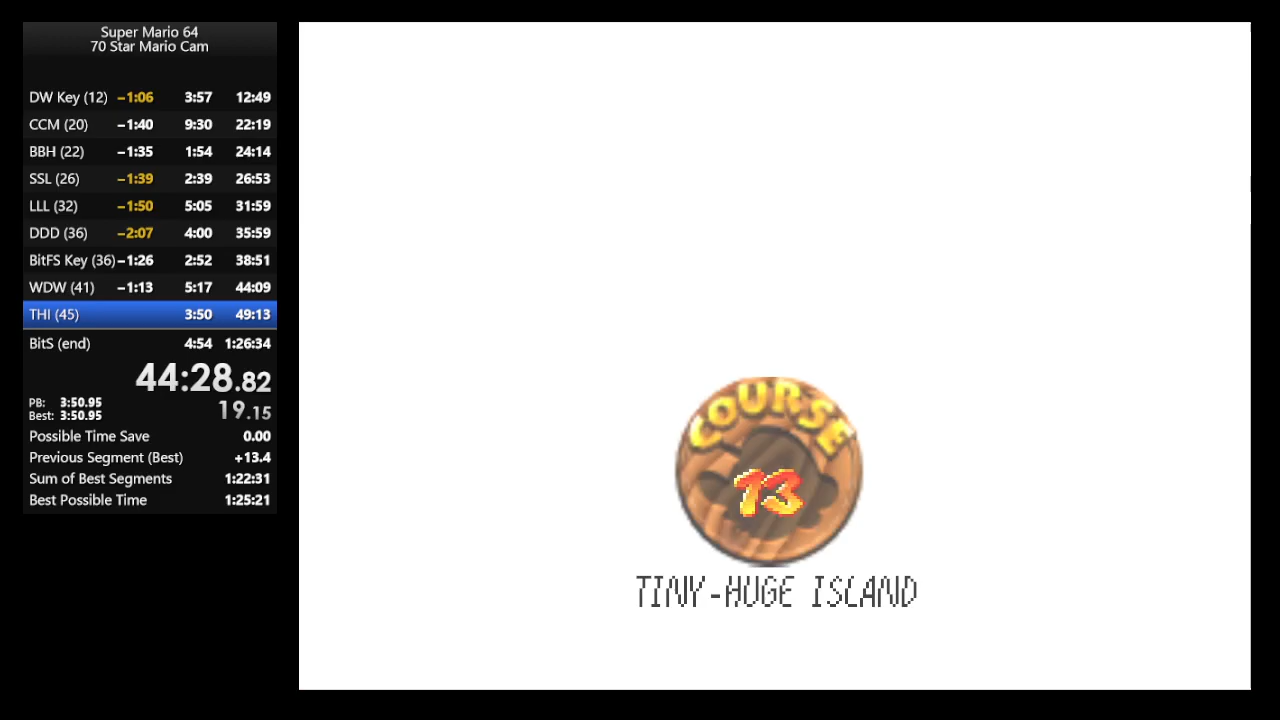 Super Mario 64
70 Star Mario Cam
DW Key (12) −1:06 3:57 12:49
CCM (20) −1:40 9:30 22:19
BBH (22) −1:35 1:54 24:14
SSL (26) −1:39 2:39 26:53
LLL (32) −1:50 5:05 31:59
DDD (36) −2:07 4:00 35:59
BitFS Key (36) −1:26 2:52 38:51
WDW (41) −1:13 5:17 44:09
THI (45) 3:50 49:13
BitS (end) 4:54 1:26:34
44:28.82
PB: 3:50.95
Best: 3:50.95
19.15
Possible Time Save 0.00
Previous Segment (Best) +13.4
Sum of Best Segments 1:22:31
Best Possible Time 1:25:21
COURSE
13
TINY-HUGE ISLAND